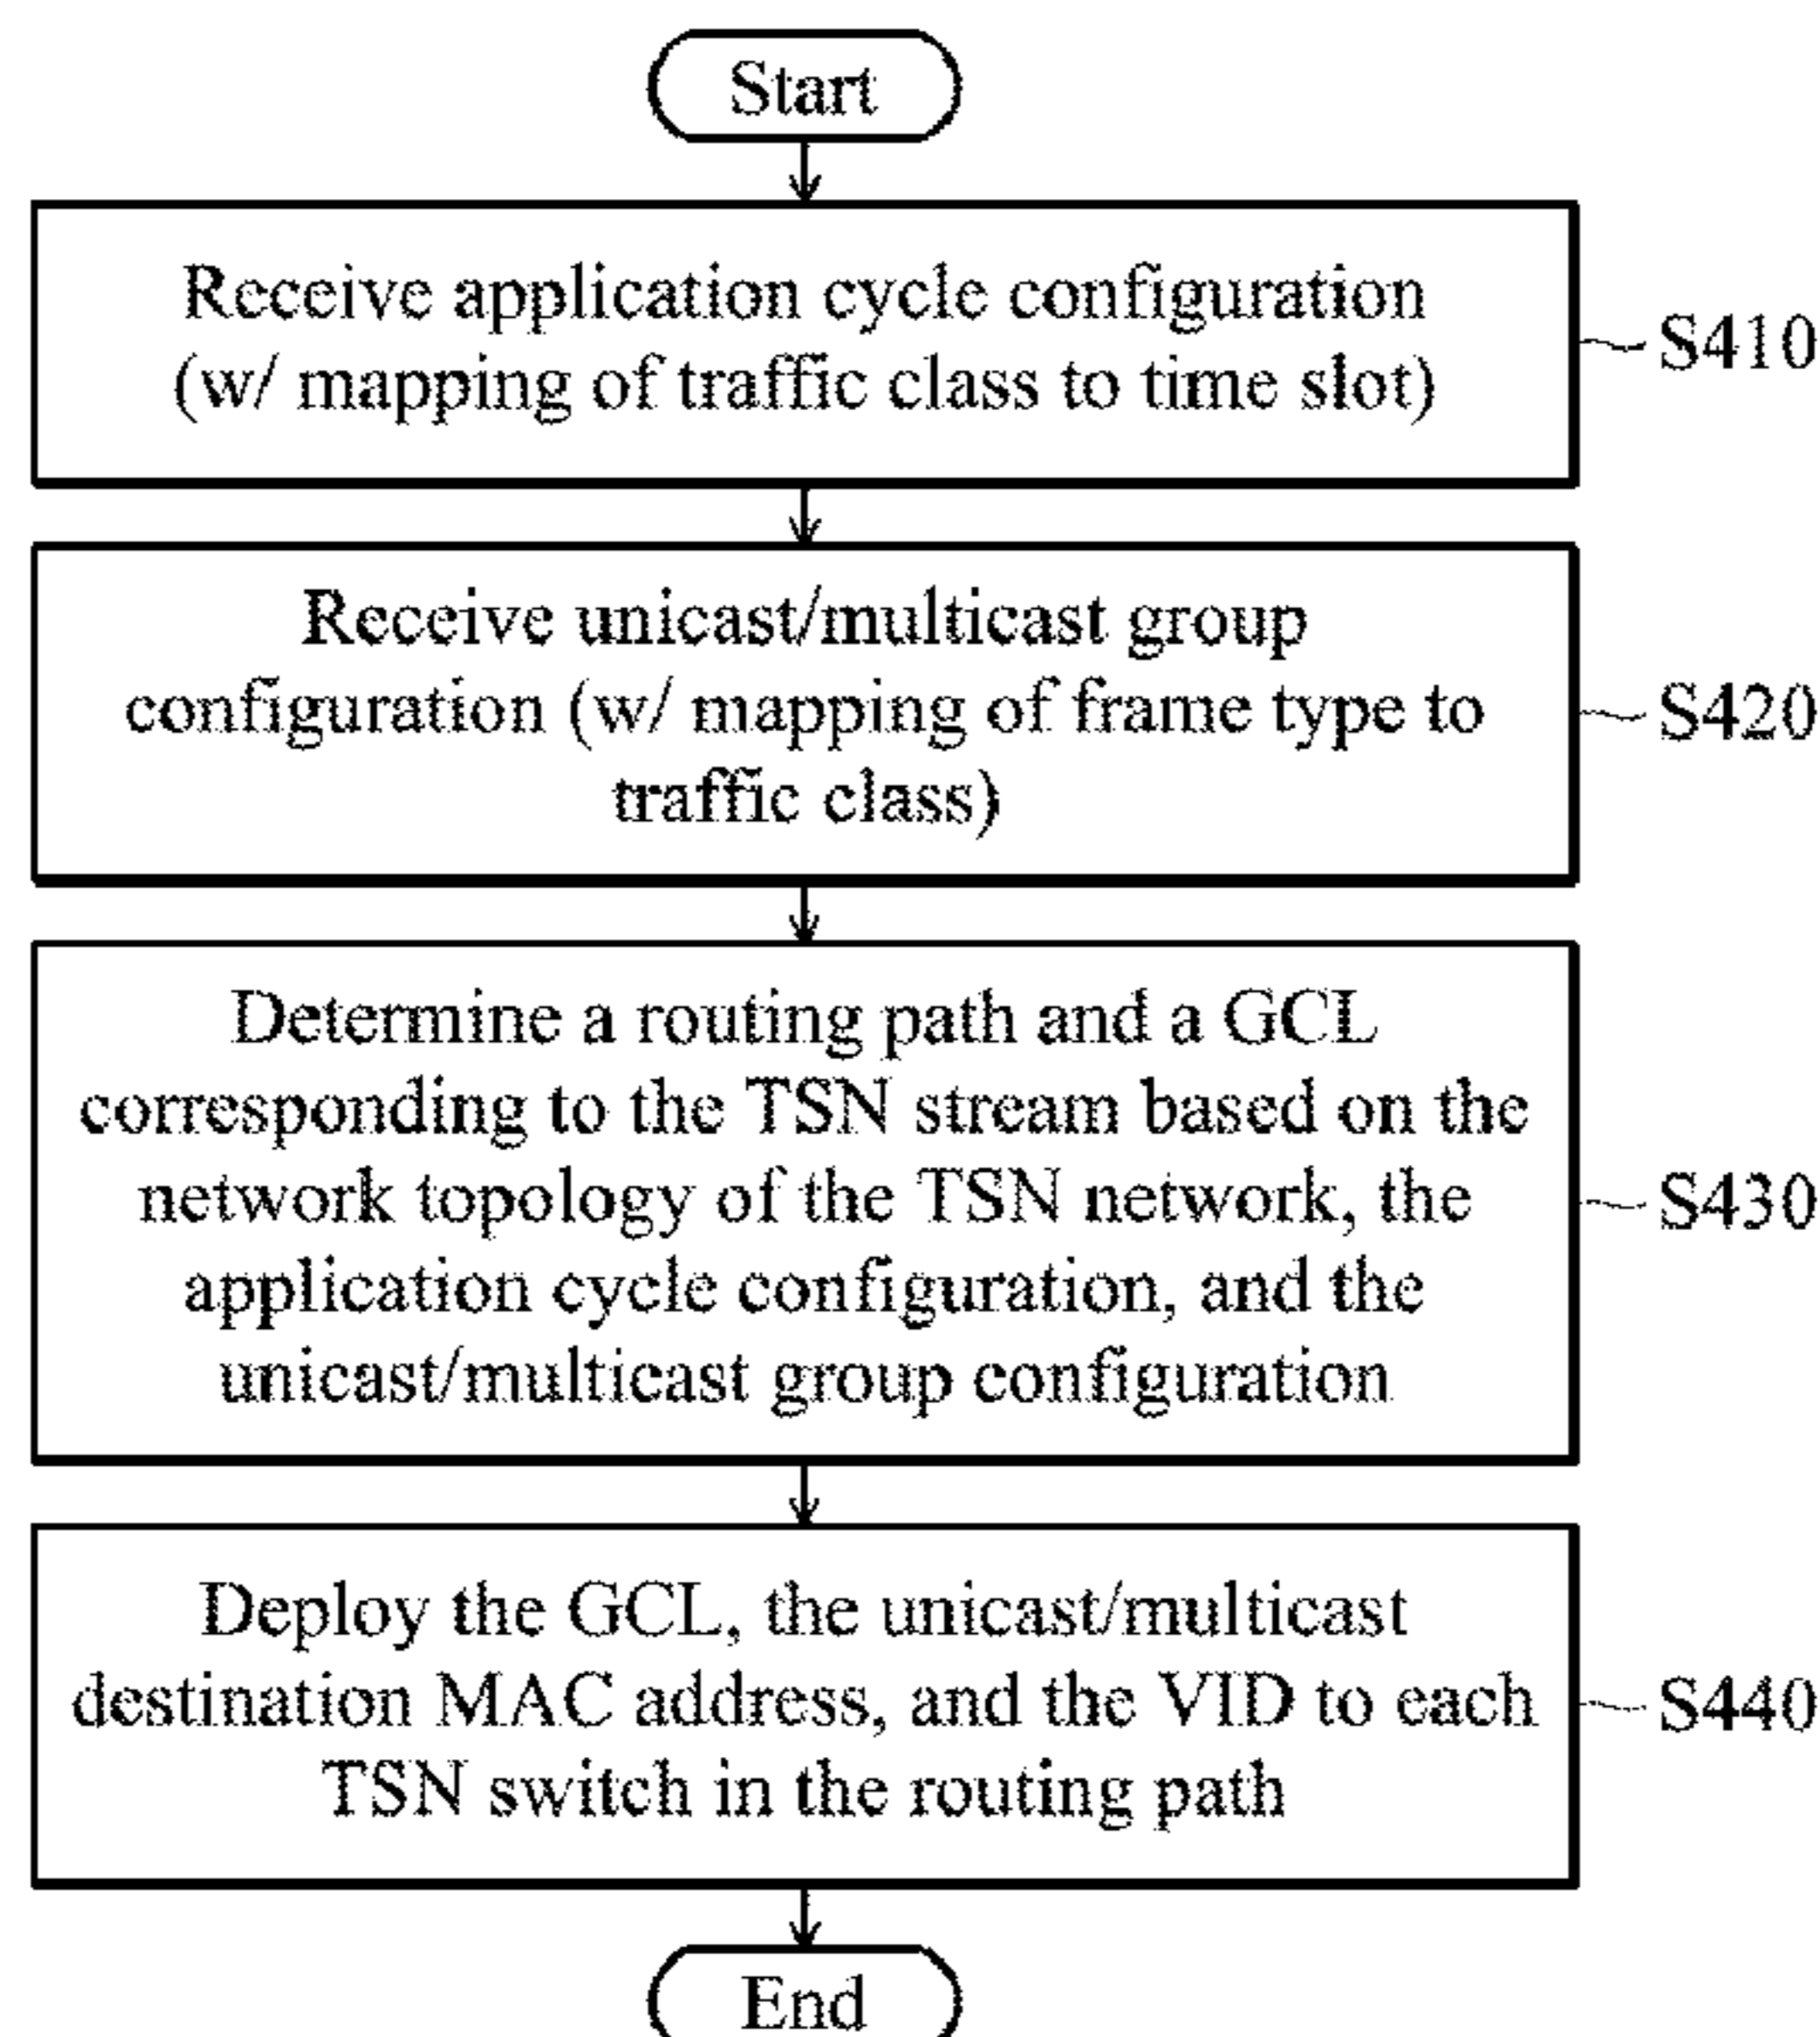 Start
Receive application cycle configuration
(w/ mapping of traffic class to time slot)
S410
Receive unicast/multicast group
configuration (w/ mapping of frame type to
traffic class)
S420
Determine a routing path and a GCL
corresponding to the TSN stream based on the
network topology of the TSN network, the
application cycle configuration, and the
unicast/multicast group configuration
S430
Deploy the GCL, the unicast/multicast
destination MAC address, and the VID to each
TSN switch in the routing path
S440
End